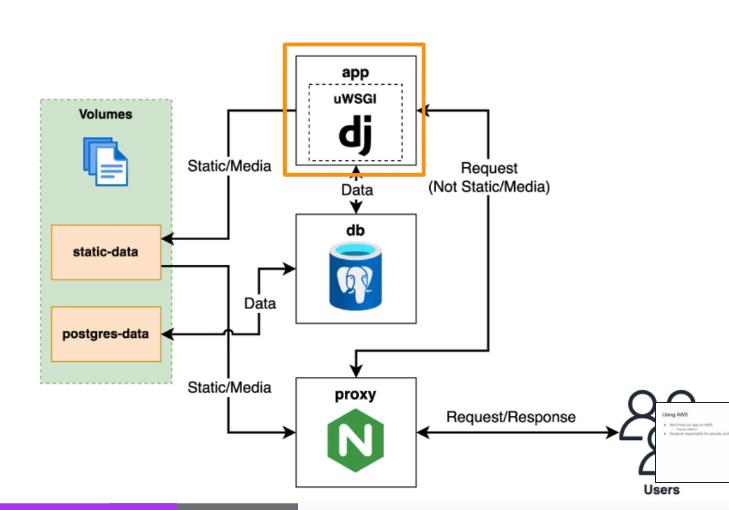 app
uWSGI
dj
Volumes
Static/Media
Request
(Not Static/Media)
Data
db
static-data
Data
postgres-data
Static/Media
proxy
N
Request/Response
Using AWS
Users